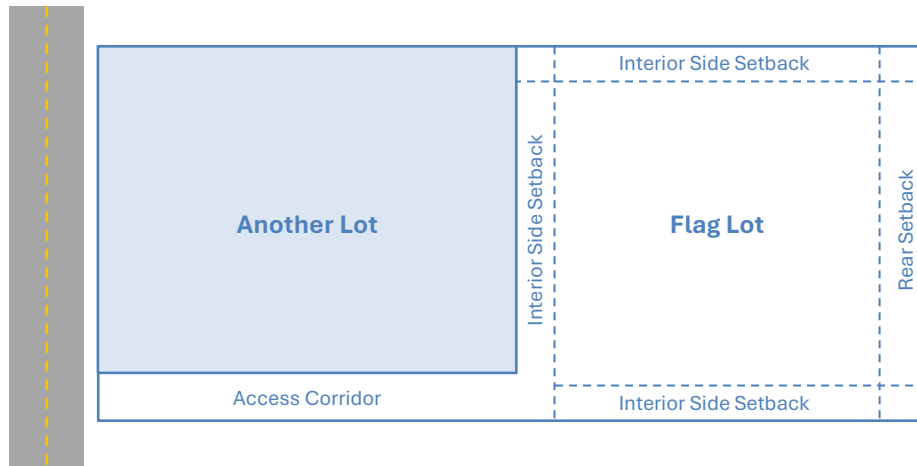 Interior Side Setback
Another Lot
Interior Side Setback
Flag Lot
Rear Setback
Access Corridor
Interior Side Setback